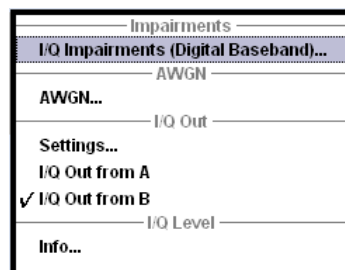 Impairments
I/Q Impairments (Digital Baseband)...
AWGN
AWGN...
I/Q Out
Settings...
I/Q Out from A
✓ I/Q Out from B
I/Q Level
Info...